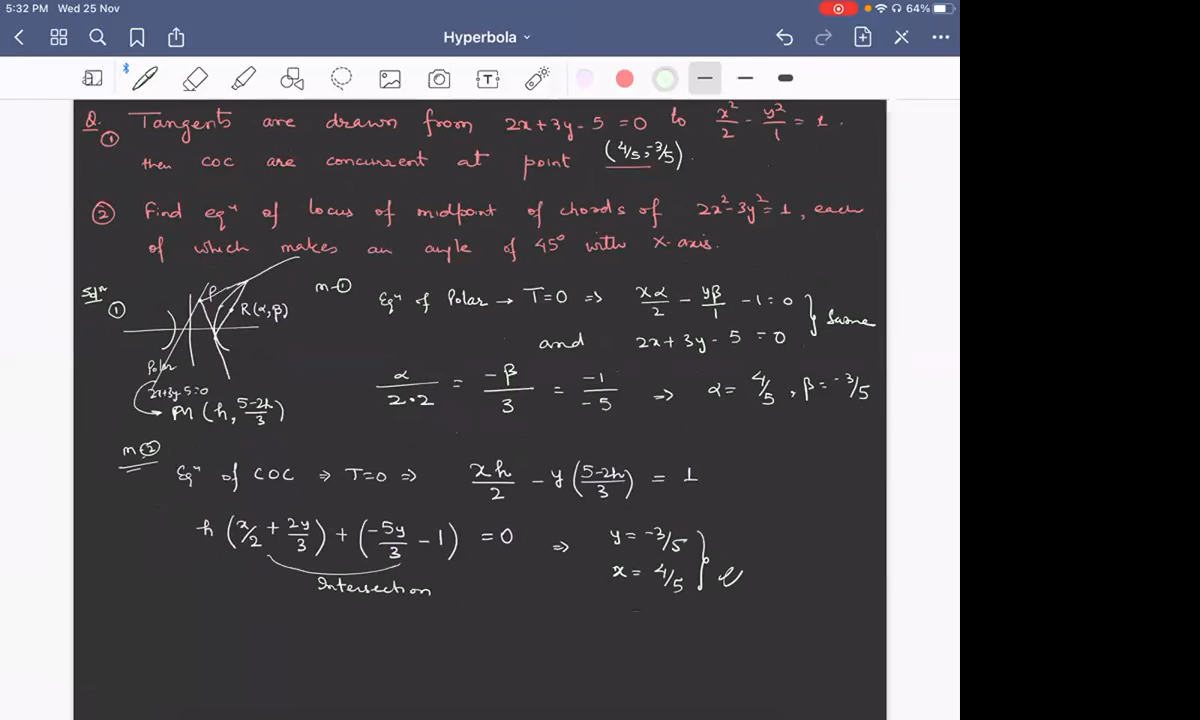 5:32 PM Wed 25 Nov
64%
Hyperbola
Q. ① Tangents are drawn from 2x+3y-5=0 to x²/2 - y²/1 = 1.
then COC are concurrent at point (4/5, -3/5).
② Find eqⁿ of locus of midpoint of chords of 2x²-3y²=1, each
of which makes an angle of 45° with X-axis.
Solⁿ ①
P
R(α,β)
Polar
2x+3y-5=0
M (h, (5-2h)/3)
m-① Eqⁿ of Polar → T=0 ⇒ xα/2 - yβ/1 - 1 = 0
and 2x+3y-5=0 } Same
α/(2·2) = -β/3 = -1/-5 ⇒ α = 4/5, β = -3/5
m-② Eqⁿ of COC ⇒ T=0 ⇒ xh/2 - y((5-2h)/3) = 1
h(x/2 + 2y/3) + (-5y/3 - 1) = 0 ⇒ y = -3/5
x = 4/5 }
Intersection